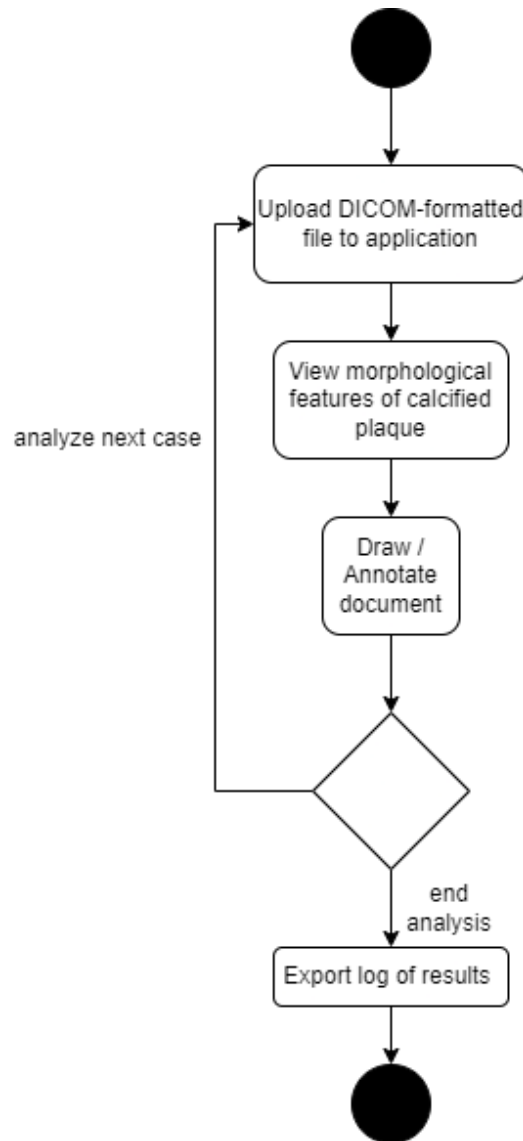 Upload DICOM-formatted
file to application
View morphological
features of calcified
plaque
analyze next case
Draw /
Annotate
document
end
analysis
Export log of results